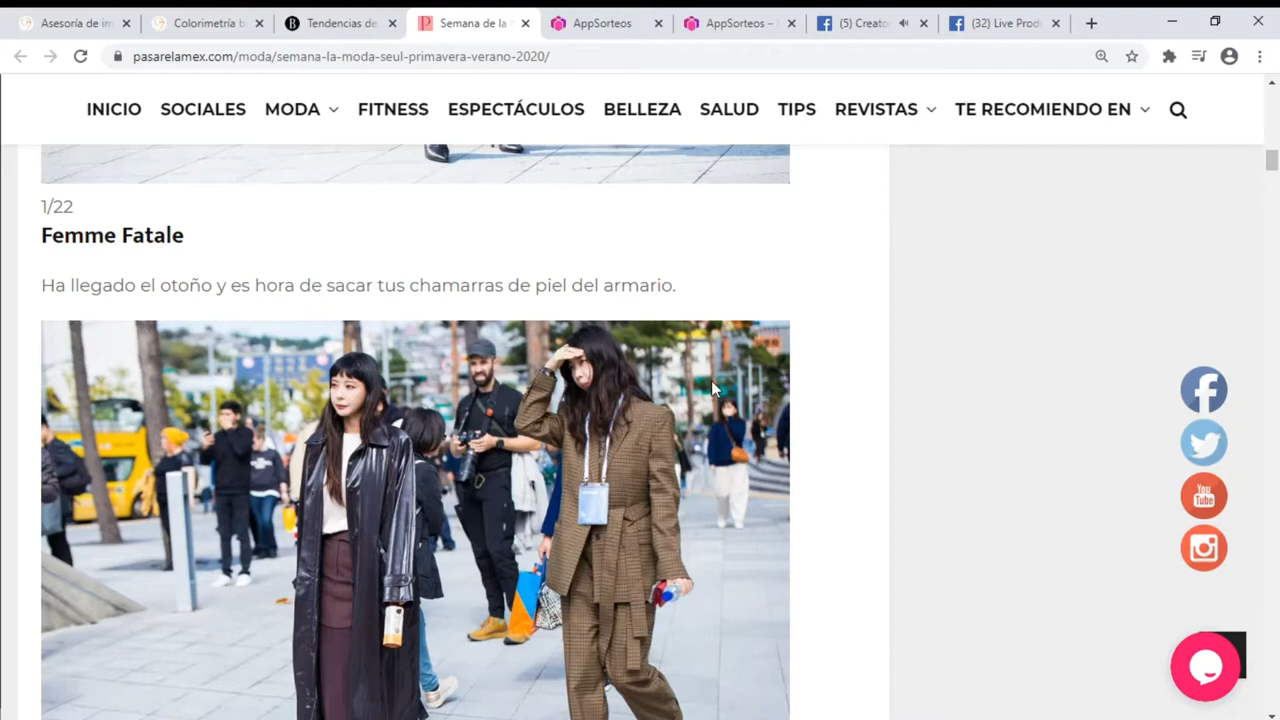 Asesoría de im
Colorimetría b
Tendencias de
Semana de la
AppSorteos
AppSorteos –
(5) Creato
(32) Live Prod
pasarelamex.com/moda/semana-la-moda-seul-primavera-verano-2020/
INICIO SOCIALES MODA FITNESS ESPECTÁCULOS BELLEZA SALUD TIPS REVISTAS TE RECOMIENDO EN
1/22
Femme Fatale
Ha llegado el otoño y es hora de sacar tus chamarras de piel del armario.
You
Tube